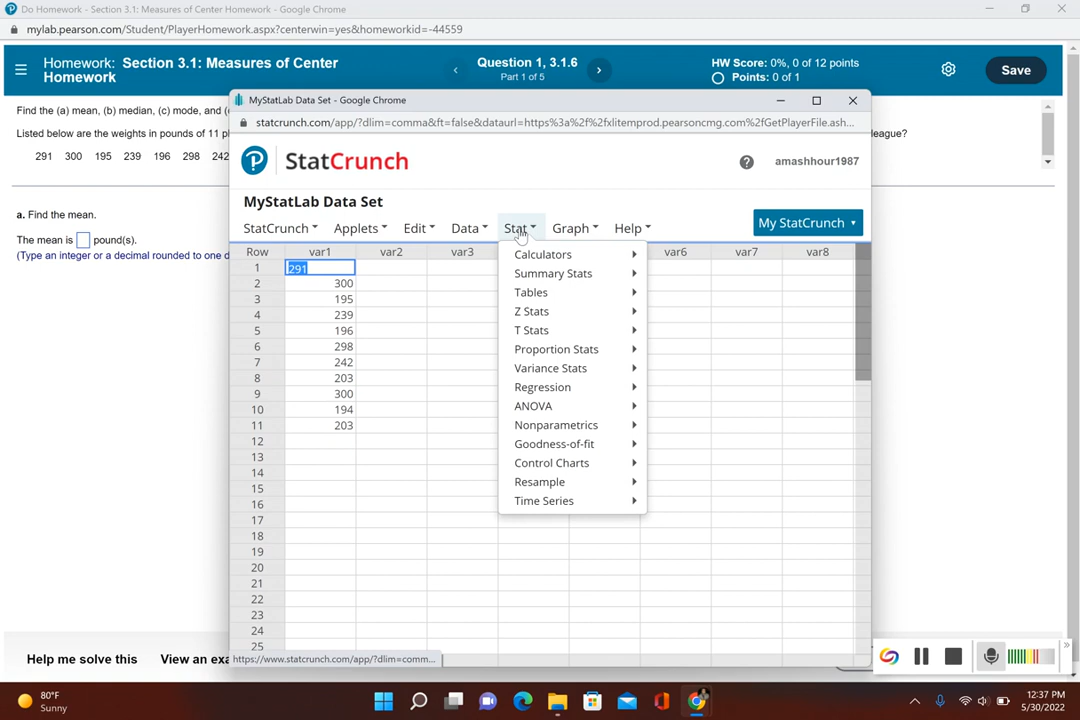 Do Homework - Section 3.1: Measures of Center Homework - Google Chrome
mylab.pearson.com/Student/PlayerHomework.aspx?centerwin=yes&homeworkid=-44559
Homework: Section 3.1: Measures of Center Homework
Question 1, 3.1.6
Part 1 of 5
HW Score: 0%, 0 of 12 points
Points: 0 of 1
Save
Find the (a) mean, (b) median, (c) mode, and (
Listed below are the weights in pounds of 11 pl
league?
291 300 195 239 196 298 242
a. Find the mean.
The mean is pound(s).
(Type an integer or a decimal rounded to one d
MyStatLab Data Set - Google Chrome
statcrunch.com/app/?dlim=comma&ft=false&dataurl=https%3a%2f%2fxlitemprod.pearsoncmg.com%2fGetPlayerFile.ash...
P StatCrunch
? amashhour1987
MyStatLab Data Set
StatCrunch Applets Edit Data Stat Graph Help
My StatCrunch
Row var1 var2 var3 var6 var7 var8
1 291
2 300
3 195
4 239
5 196
6 298
7 242
8 203
9 300
10 194
11 203
12
13
14
15
16
17
18
19
20
21
22
23
24
25
Calculators
Summary Stats
Tables
Z Stats
T Stats
Proportion Stats
Variance Stats
Regression
ANOVA
Nonparametrics
Goodness-of-fit
Control Charts
Resample
Time Series
Help me solve this View an exa
https://www.statcrunch.com/app/?dlim=comm...
80°F
Sunny
12:37 PM
5/30/2022